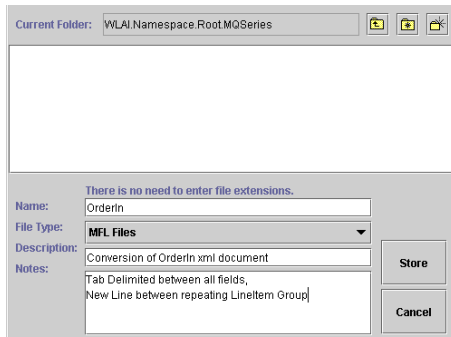 Current Folder: WLAI.Namespace.Root.MQSeries
There is no need to enter file extensions.
Name: OrderIn
File Type: MFL Files
Description: Conversion of OrderIn xml document
Notes: Tab Delimited between all fields,
New Line between repeating LineItem Group
Store
Cancel